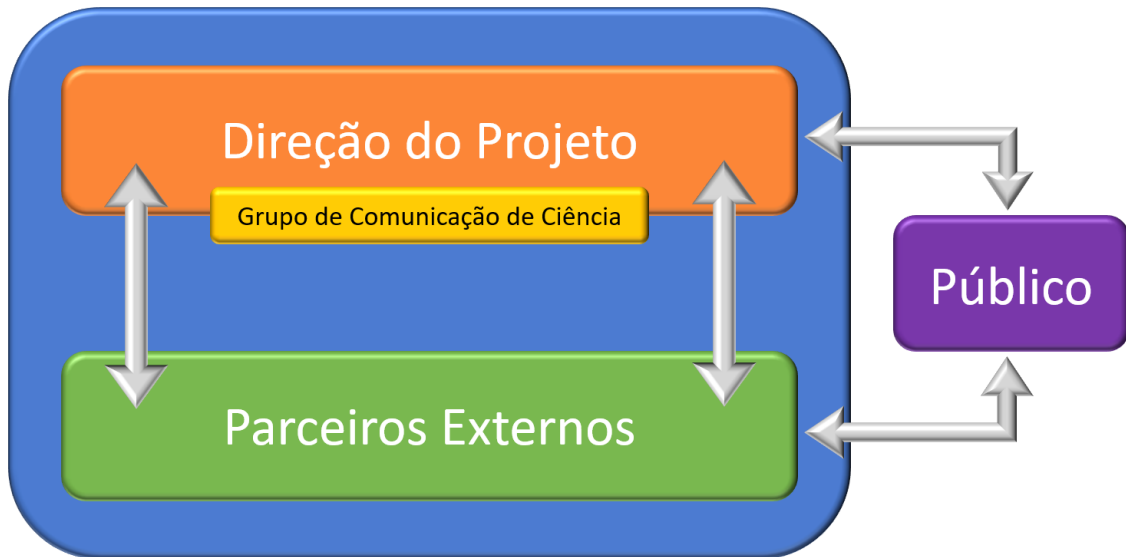 Direção do Projeto
Grupo de Comunicação de Ciência
Público
Parceiros Externos